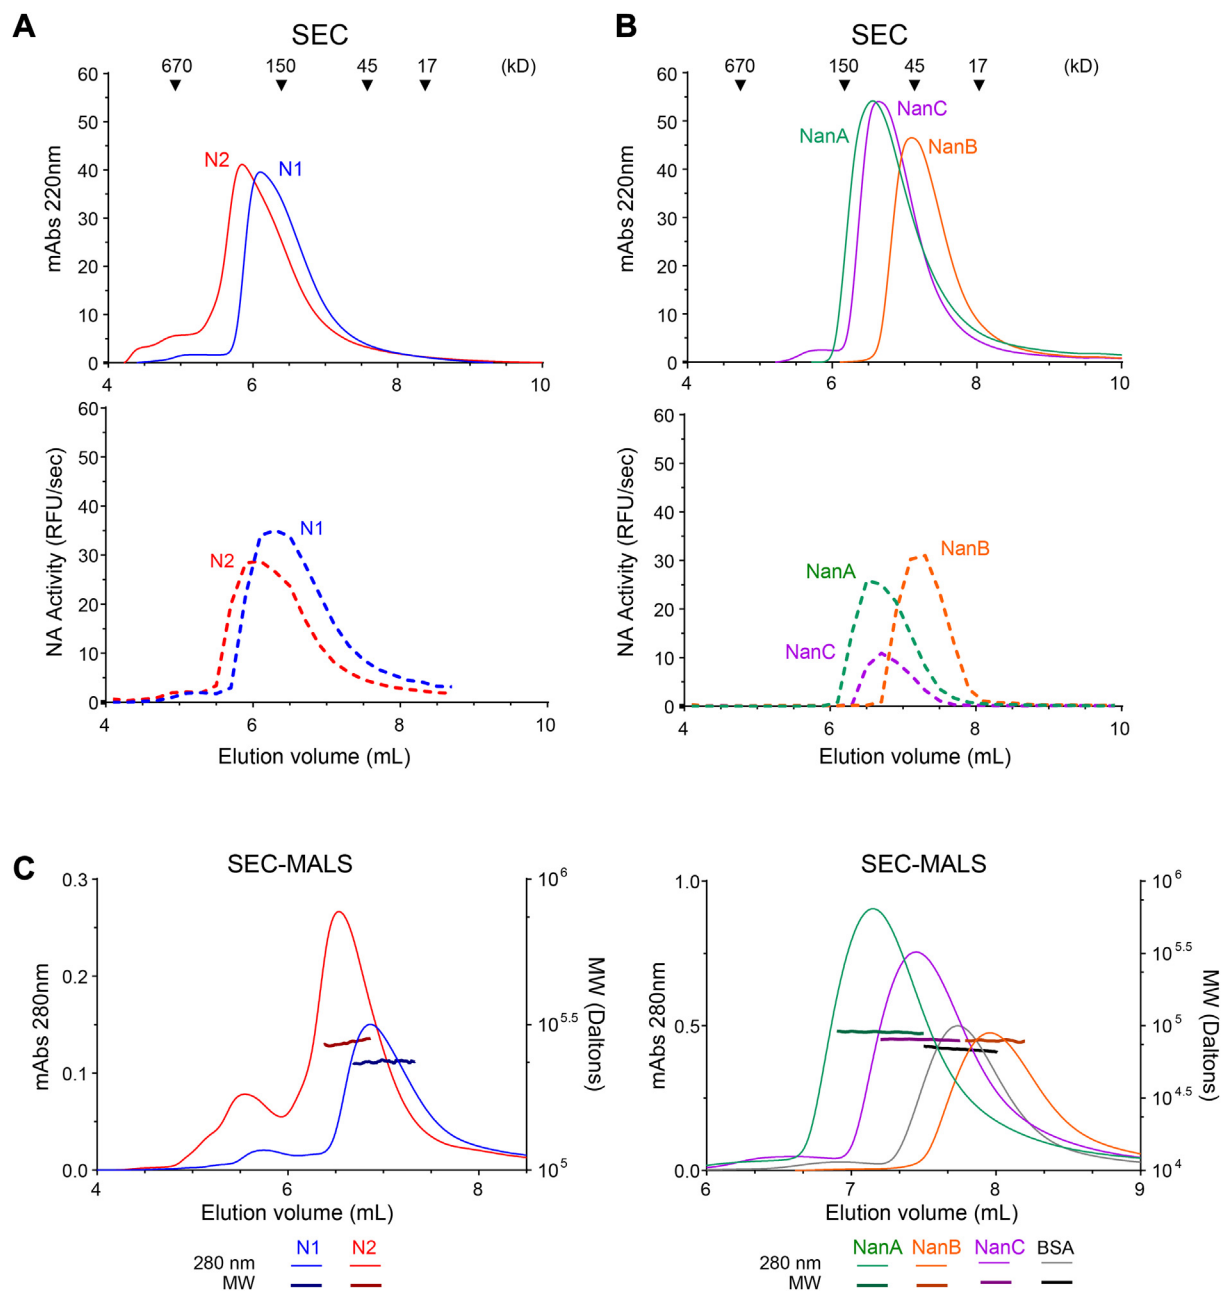 A
SEC
670 150 45 17 (kD)
60
50
40
30
20
10
0
mAbs 220nm
N2
N1
4 6 8 10
60
50
40
30
20
10
0
NA Activity (RFU/sec)
N2
N1
4 6 8 10
Elution volume (mL)
B
SEC
670 150 45 17 (kD)
60
50
40
30
20
10
0
mAbs 220nm
NanA
NanC
NanB
4 6 8 10
60
50
40
30
20
10
0
NA Activity (RFU/sec)
NanA
NanB
NanC
4 6 8 10
Elution volume (mL)
C
SEC-MALS
0.3
0.2
0.1
0.0
mAbs 280nm
10^6
10^5.5
10^5
MW (Daltons)
4 6 8
Elution volume (mL)
N1 N2
280 nm
MW
SEC-MALS
1.0
0.5
0.0
mAbs 280nm
10^6
10^5.5
10^5
10^4.5
10^4
MW (Daltons)
6 7 8 9
Elution volume (mL)
NanA NanB NanC BSA
280 nm
MW